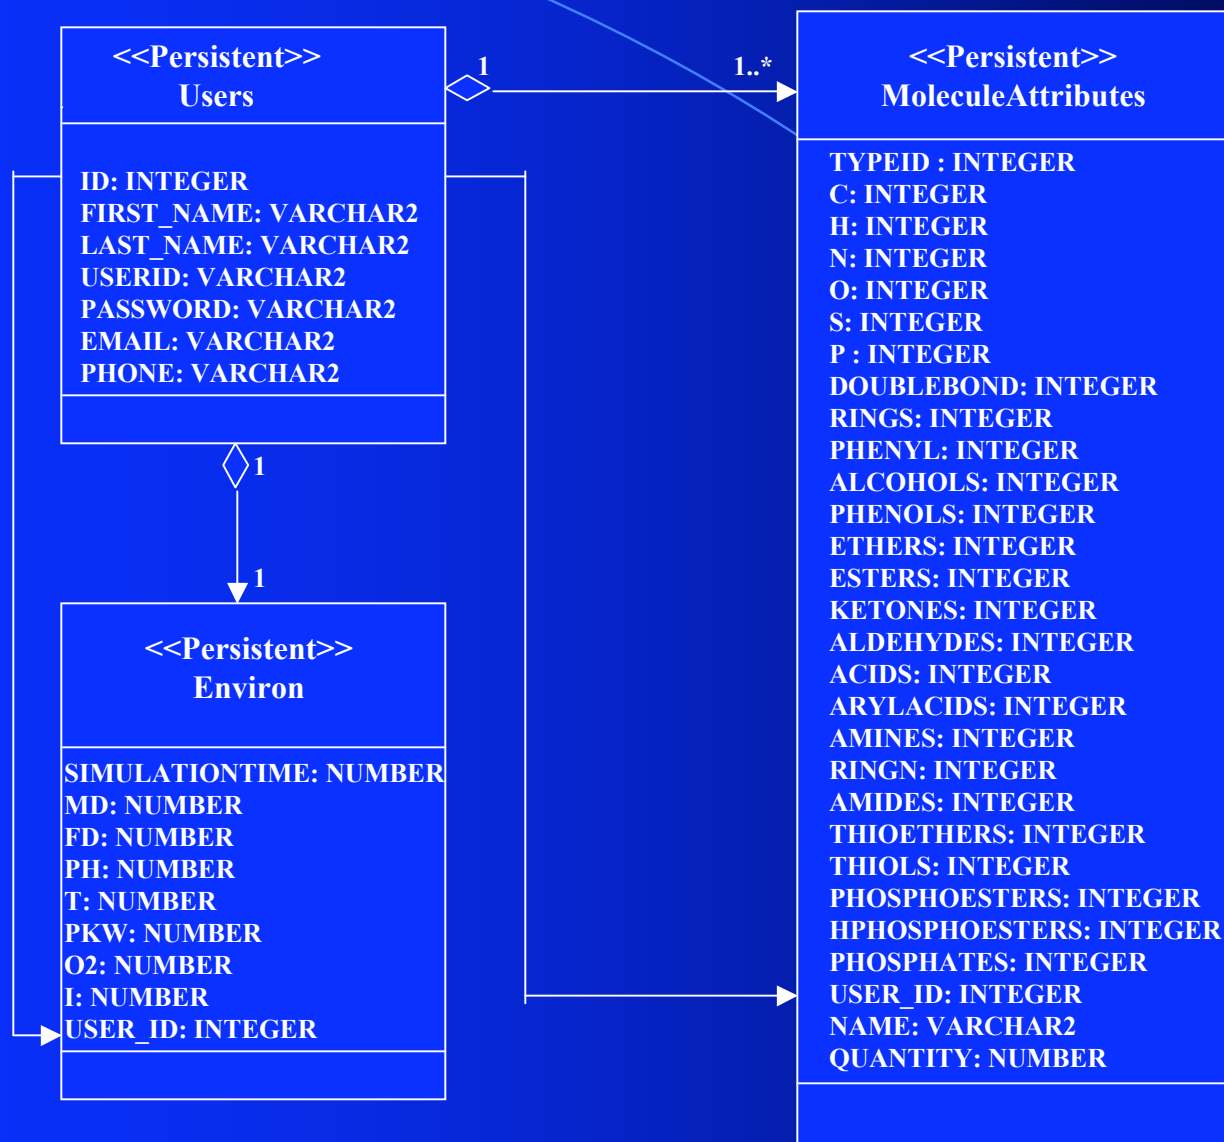 <<Persistent>>
Users
ID: INTEGER
FIRST_NAME: VARCHAR2
LAST_NAME: VARCHAR2
USERID: VARCHAR2
PASSWORD: VARCHAR2
EMAIL: VARCHAR2
PHONE: VARCHAR2
1
1..*
1
1
<<Persistent>>
Environ
SIMULATIONTIME: NUMBER
MD: NUMBER
FD: NUMBER
PH: NUMBER
T: NUMBER
PKW: NUMBER
O2: NUMBER
I: NUMBER
USER_ID: INTEGER
<<Persistent>>
MoleculeAttributes
TYPEID : INTEGER
C: INTEGER
H: INTEGER
N: INTEGER
O: INTEGER
S: INTEGER
P : INTEGER
DOUBLEBOND: INTEGER
RINGS: INTEGER
PHENYL: INTEGER
ALCOHOLS: INTEGER
PHENOLS: INTEGER
ETHERS: INTEGER
ESTERS: INTEGER
KETONES: INTEGER
ALDEHYDES: INTEGER
ACIDS: INTEGER
ARYLACIDS: INTEGER
AMINES: INTEGER
RINGN: INTEGER
AMIDES: INTEGER
THIOETHERS: INTEGER
THIOLS: INTEGER
PHOSPHOESTERS: INTEGER
HPHOSPHOESTERS: INTEGER
PHOSPHATES: INTEGER
USER_ID: INTEGER
NAME: VARCHAR2
QUANTITY: NUMBER